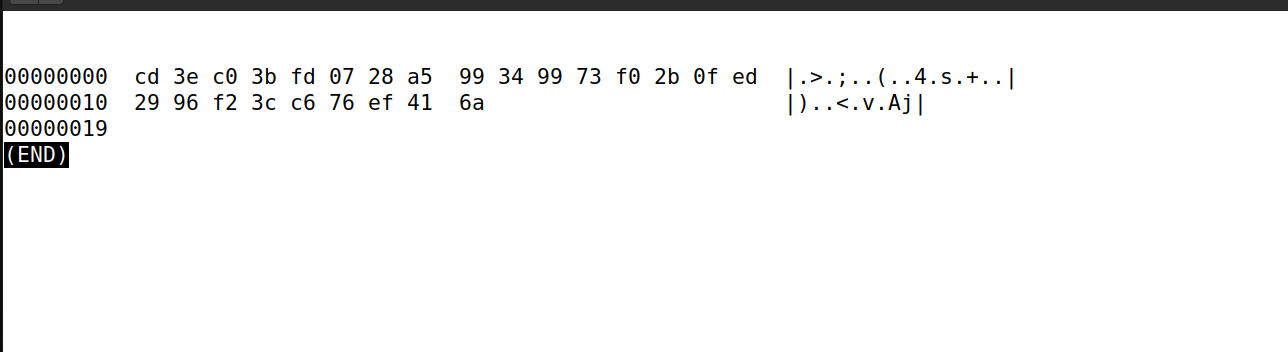 00000000  cd 3e c0 3b fd 07 28 a5  99 34 99 73 f0 2b 0f ed  |.>.;..(..4.s.+..|
00000010  29 96 f2 3c c6 76 ef 41  6a                       |)..<.v.Aj|
00000019
(END)